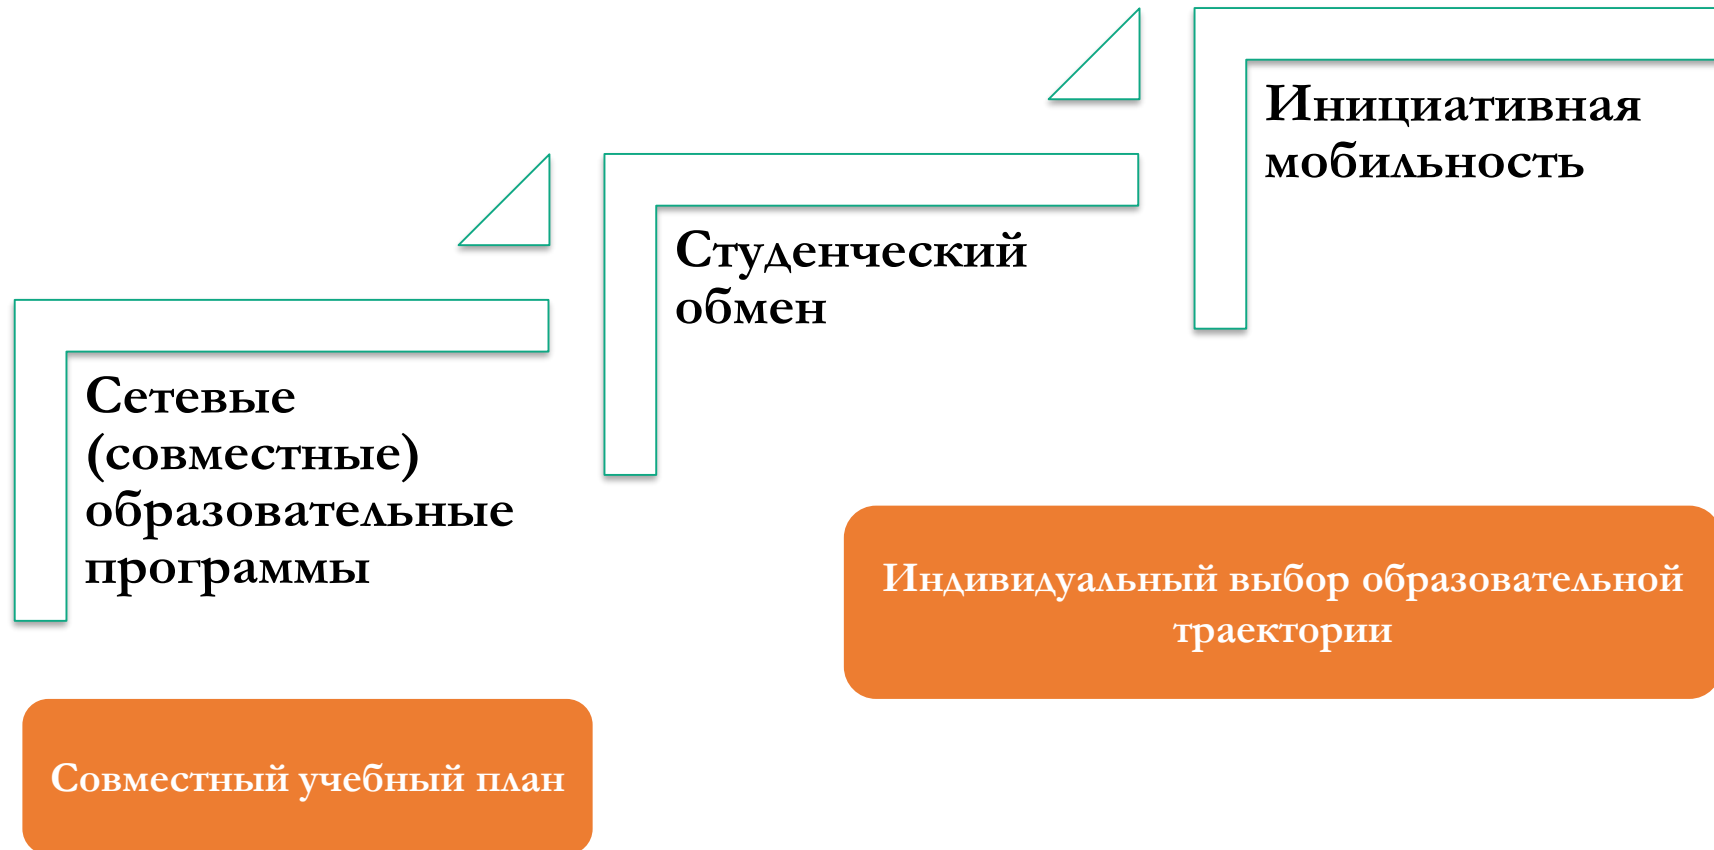 Инициативная
мобильность
Студенческий
обмен
Сетевые
(совместные)
образовательные
программы
Индивидуальный выбор образовательной
траектории
Совместный учебный план